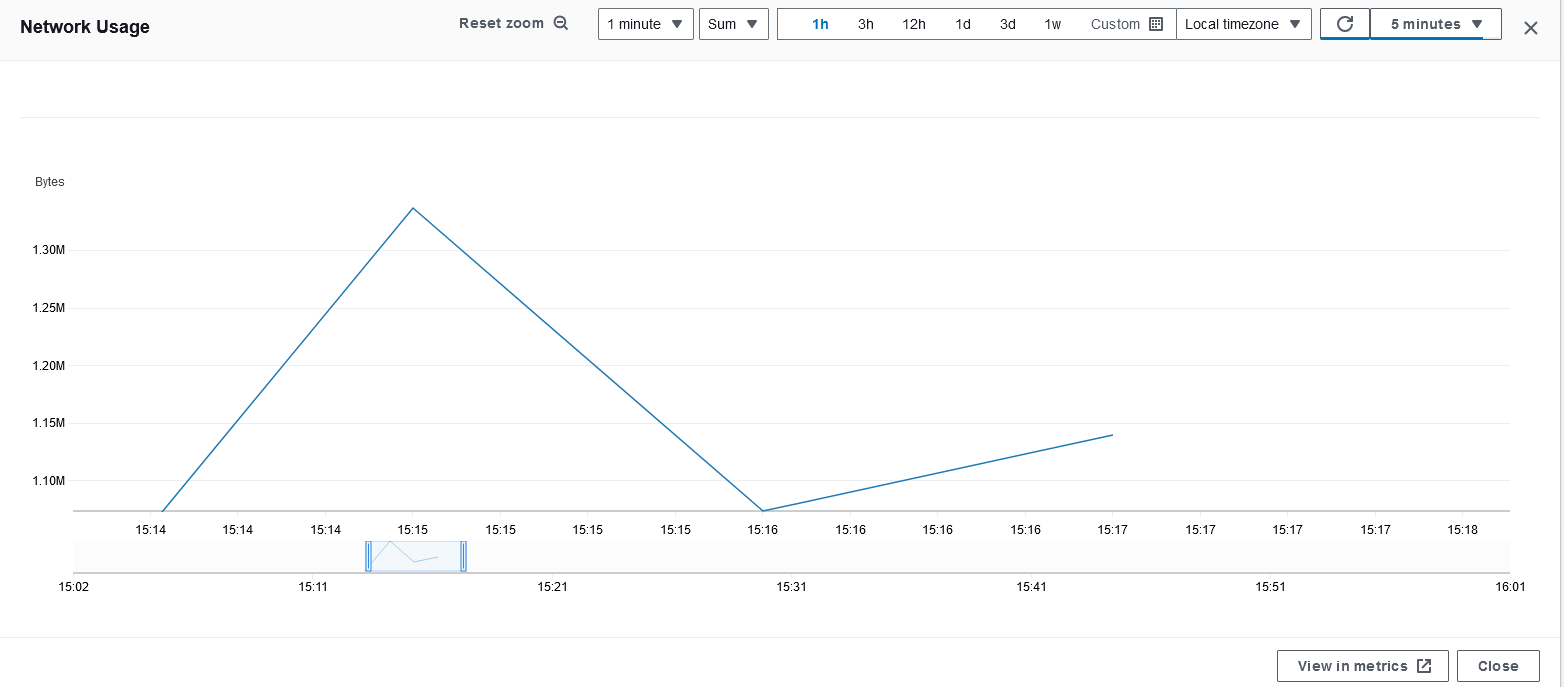 Network Usage
Reset zoom
1 minute
Sum
1h 3h 12h 1d 3d 1w Custom
Local timezone
5 minutes
Bytes
1.30M
1.25M
1.20M
1.15M
1.10M
15:14 15:14 15:14 15:15 15:15 15:15 15:15 15:16 15:16 15:16 15:16 15:17 15:17 15:17 15:17 15:18
15:02 15:11 15:21 15:31 15:41 15:51 16:01
View in metrics
Close